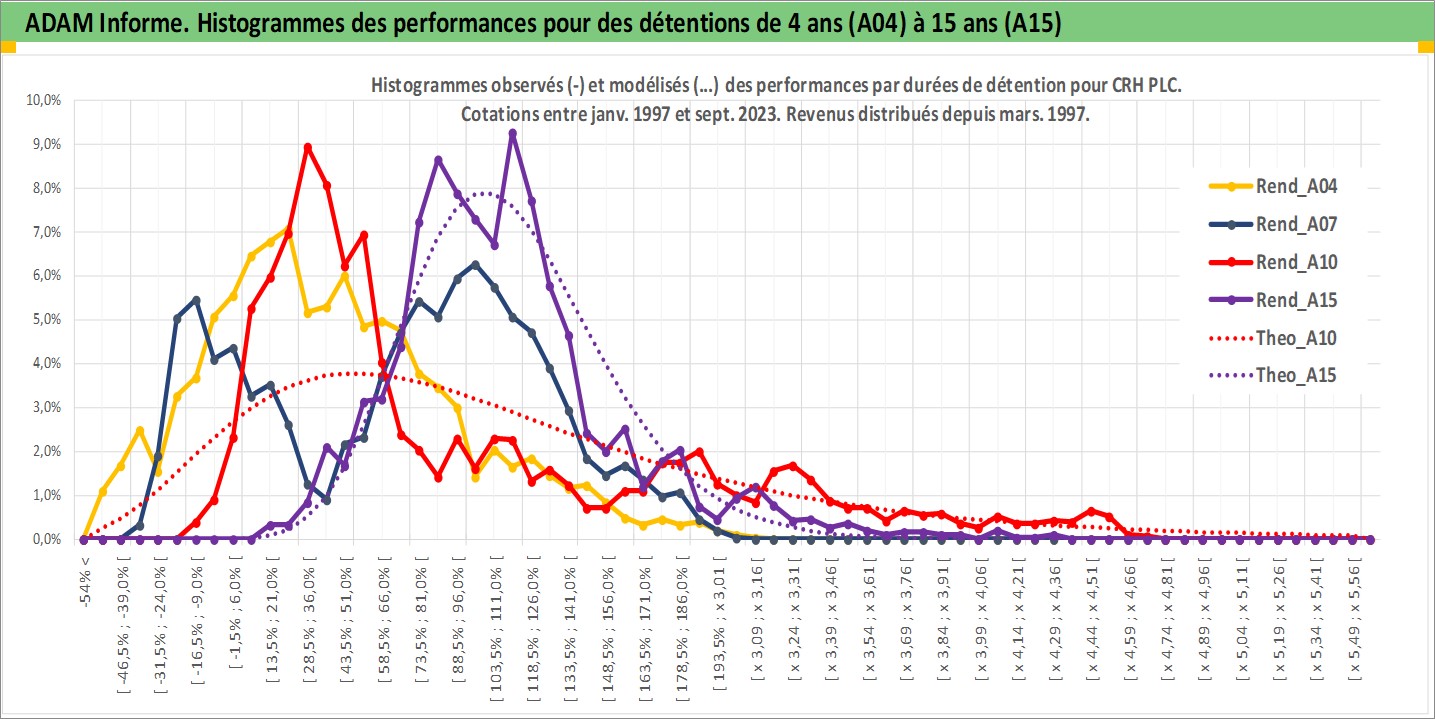 ADAM Informe. Histogrammes des performances pour des détentions de 4 ans (A04) à 15 ans (A15)
Histogrammes observés (-) et modélisés (...) des performances par durées de détention pour CRH PLC.
Cotations entre janv. 1997 et sept. 2023. Revenus distribués depuis mars. 1997.
10,0%
9,0%
8,0%
7,0%
6,0%
5,0%
4,0%
3,0%
2,0%
1,0%
0,0%
Rend_A04
Rend_A07
Rend_A10
Rend_A15
Theo_A10
Theo_A15
-54% <
[ -46,5% ; -39,0% [
[ -31,5% ; -24,0% [
[ -16,5% ; -9,0% [
[ -1,5% ; 6,0% [
[ 13,5% ; 21,0% [
[ 28,5% ; 36,0% [
[ 43,5% ; 51,0% [
[ 58,5% ; 66,0% [
[ 73,5% ; 81,0% [
[ 88,5% ; 96,0% [
[ 103,5% ; 111,0% [
[ 118,5% ; 126,0% [
[ 133,5% ; 141,0% [
[ 148,5% ; 156,0% [
[ 163,5% ; 171,0% [
[ 178,5% ; 186,0% [
[ 193,5% ; x 3,01 [
[ x 3,09 ; x 3,16 [
[ x 3,24 ; x 3,31 [
[ x 3,39 ; x 3,46 [
[ x 3,54 ; x 3,61 [
[ x 3,69 ; x 3,76 [
[ x 3,84 ; x 3,91 [
[ x 3,99 ; x 4,06 [
[ x 4,14 ; x 4,21 [
[ x 4,29 ; x 4,36 [
[ x 4,44 ; x 4,51 [
[ x 4,59 ; x 4,66 [
[ x 4,74 ; x 4,81 [
[ x 4,89 ; x 4,96 [
[ x 5,04 ; x 5,11 [
[ x 5,19 ; x 5,26 [
[ x 5,34 ; x 5,41 [
[ x 5,49 ; x 5,56 [